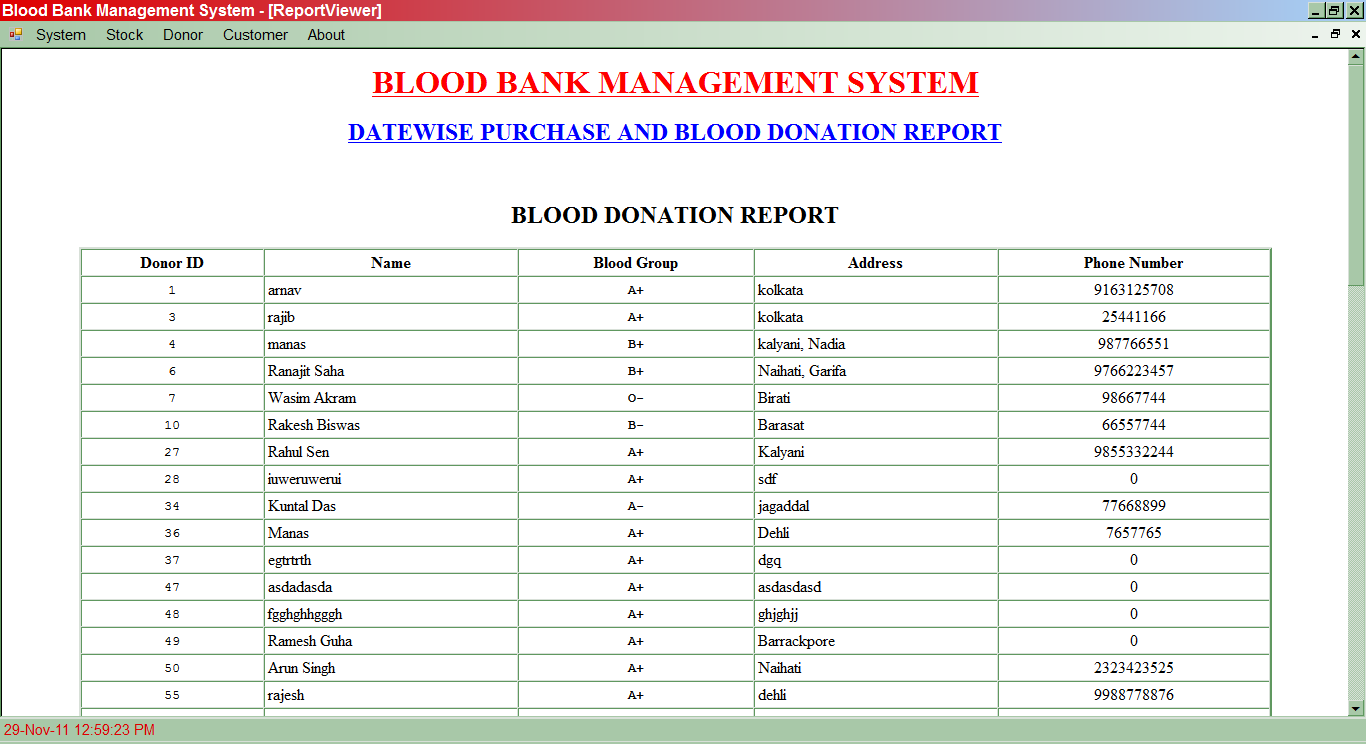 Blood Bank Management System - [ReportViewer]
System Stock Donor Customer About
BLOOD BANK MANAGEMENT SYSTEM
DATEWISE PURCHASE AND BLOOD DONATION REPORT
BLOOD DONATION REPORT
Donor ID Name Blood Group Address Phone Number
1 arnav A+ kolkata 9163125708
3 rajib A+ kolkata 25441166
4 manas B+ kalyani, Nadia 987766551
6 Ranajit Saha B+ Naihati, Garifa 9766223457
7 Wasim Akram O- Birati 98667744
10 Rakesh Biswas B- Barasat 66557744
27 Rahul Sen A+ Kalyani 9855332244
28 iuweruwerui A+ sdf 0
34 Kuntal Das A- jagaddal 77668899
36 Manas A+ Dehli 7657765
37 egtrtrth A+ dgq 0
47 asdadasda A+ asdasdasd 0
48 fgghghhgggh A+ ghjghjj 0
49 Ramesh Guha A+ Barrackpore 0
50 Arun Singh A+ Naihati 2323423525
55 rajesh A+ dehli 9988778876
29-Nov-11 12:59:23 PM